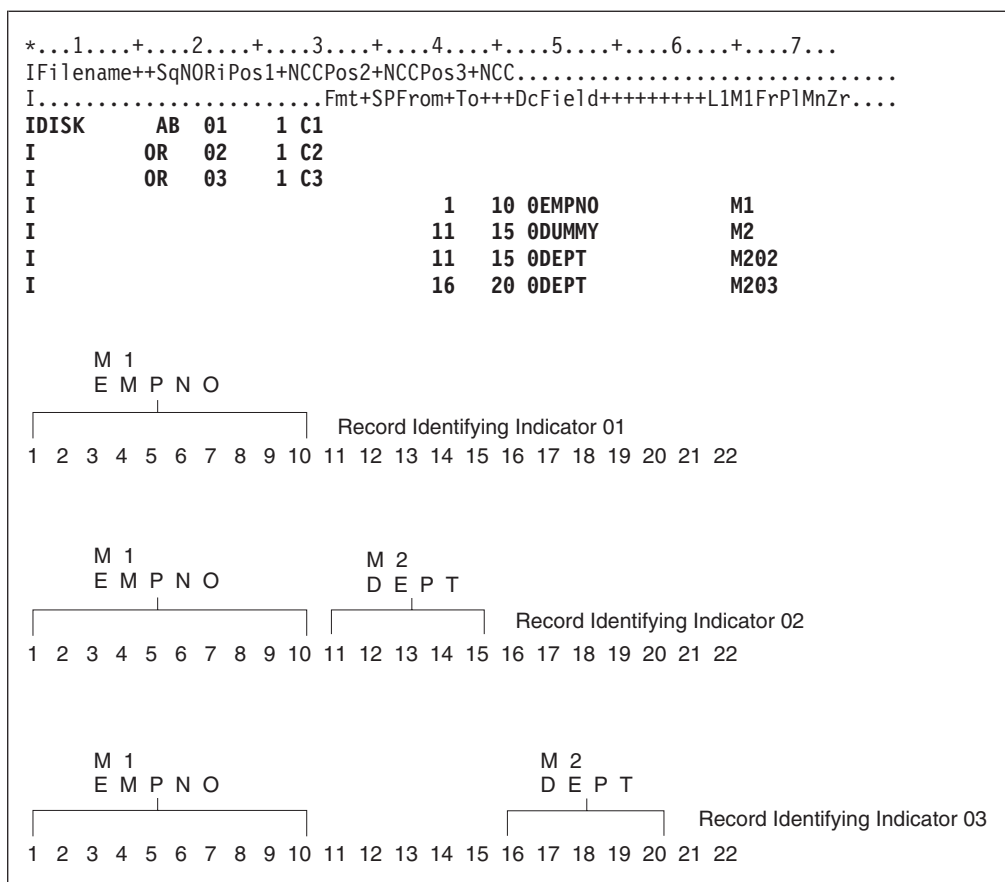 *...1....+....2....+....3....+....4....+....5....+....6....+....7...
IFilename++SqNORiPos1+NCCPos2+NCCPos3+NCC................................
I........................Fmt+SPFrom+To+++DcField+++++++++L1M1FrPlMnZr....
IDISK      AB  01    1 C1
I         OR   02    1 C2
I         OR   03    1 C3
I                                  1   10 0EMPNO           M1
I                                 11   15 0DUMMY           M2
I                                 11   15 0DEPT            M202
I                                 16   20 0DEPT            M203
M 1
E M P N O
Record Identifying Indicator 01
1 2 3 4 5 6 7 8 9 10 11 12 13 14 15 16 17 18 19 20 21 22
M 1 M 2
E M P N O D E P T
Record Identifying Indicator 02
1 2 3 4 5 6 7 8 9 10 11 12 13 14 15 16 17 18 19 20 21 22
M 1 M 2
E M P N O D E P T
Record Identifying Indicator 03
1 2 3 4 5 6 7 8 9 10 11 12 13 14 15 16 17 18 19 20 21 22